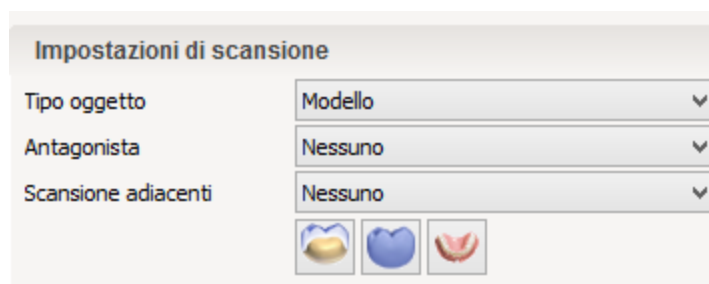 Impostazioni di scansione
Tipo oggetto Modello
Antagonista Nessuno
Scansione adiacenti Nessuno